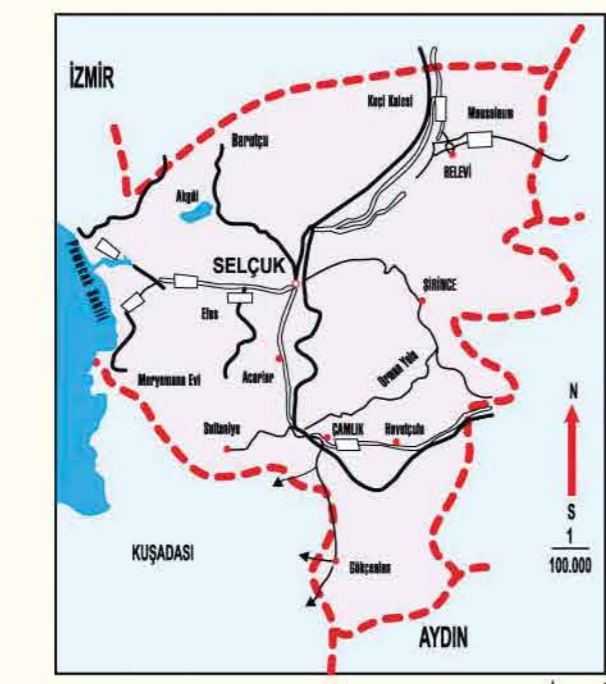 İZMİR
Keçi Kalesi
Mausoleum
Barutçu
BELEVİ
Akgöl
Pamucak Sahili
SELÇUK
ŞİRİNCE
Efes
Meryemana Evi
Acarlar
Orman Yolu
Sultaniye
ÇAMLIK
Havutçulu
N
S
1
100.000
KUŞADASI
Gökçealan
AYDIN